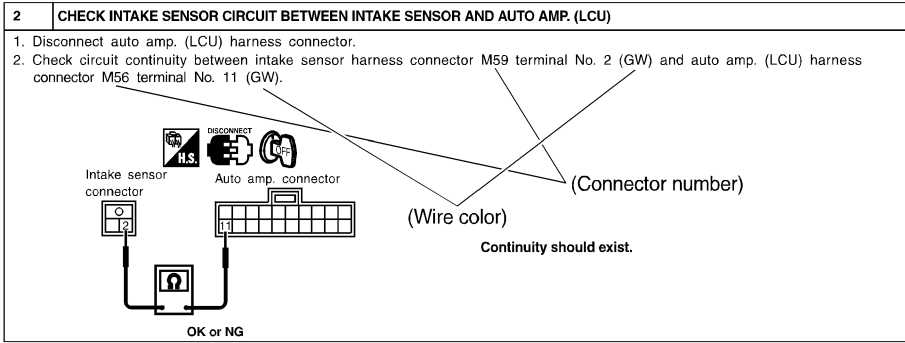 2 CHECK INTAKE SENSOR CIRCUIT BETWEEN INTAKE SENSOR AND AUTO AMP. (LCU)
1. Disconnect auto amp. (LCU) harness connector.
2. Check circuit continuity between intake sensor harness connector M59 terminal No. 2 (GW) and auto amp. (LCU) harness
connector M56 terminal No. 11 (GW).
DISCONNECT
H.S.
OFF
Intake sensor
connector
Auto amp. connector
(Connector number)
2
11
(Wire color)
Continuity should exist.
Ω
OK or NG